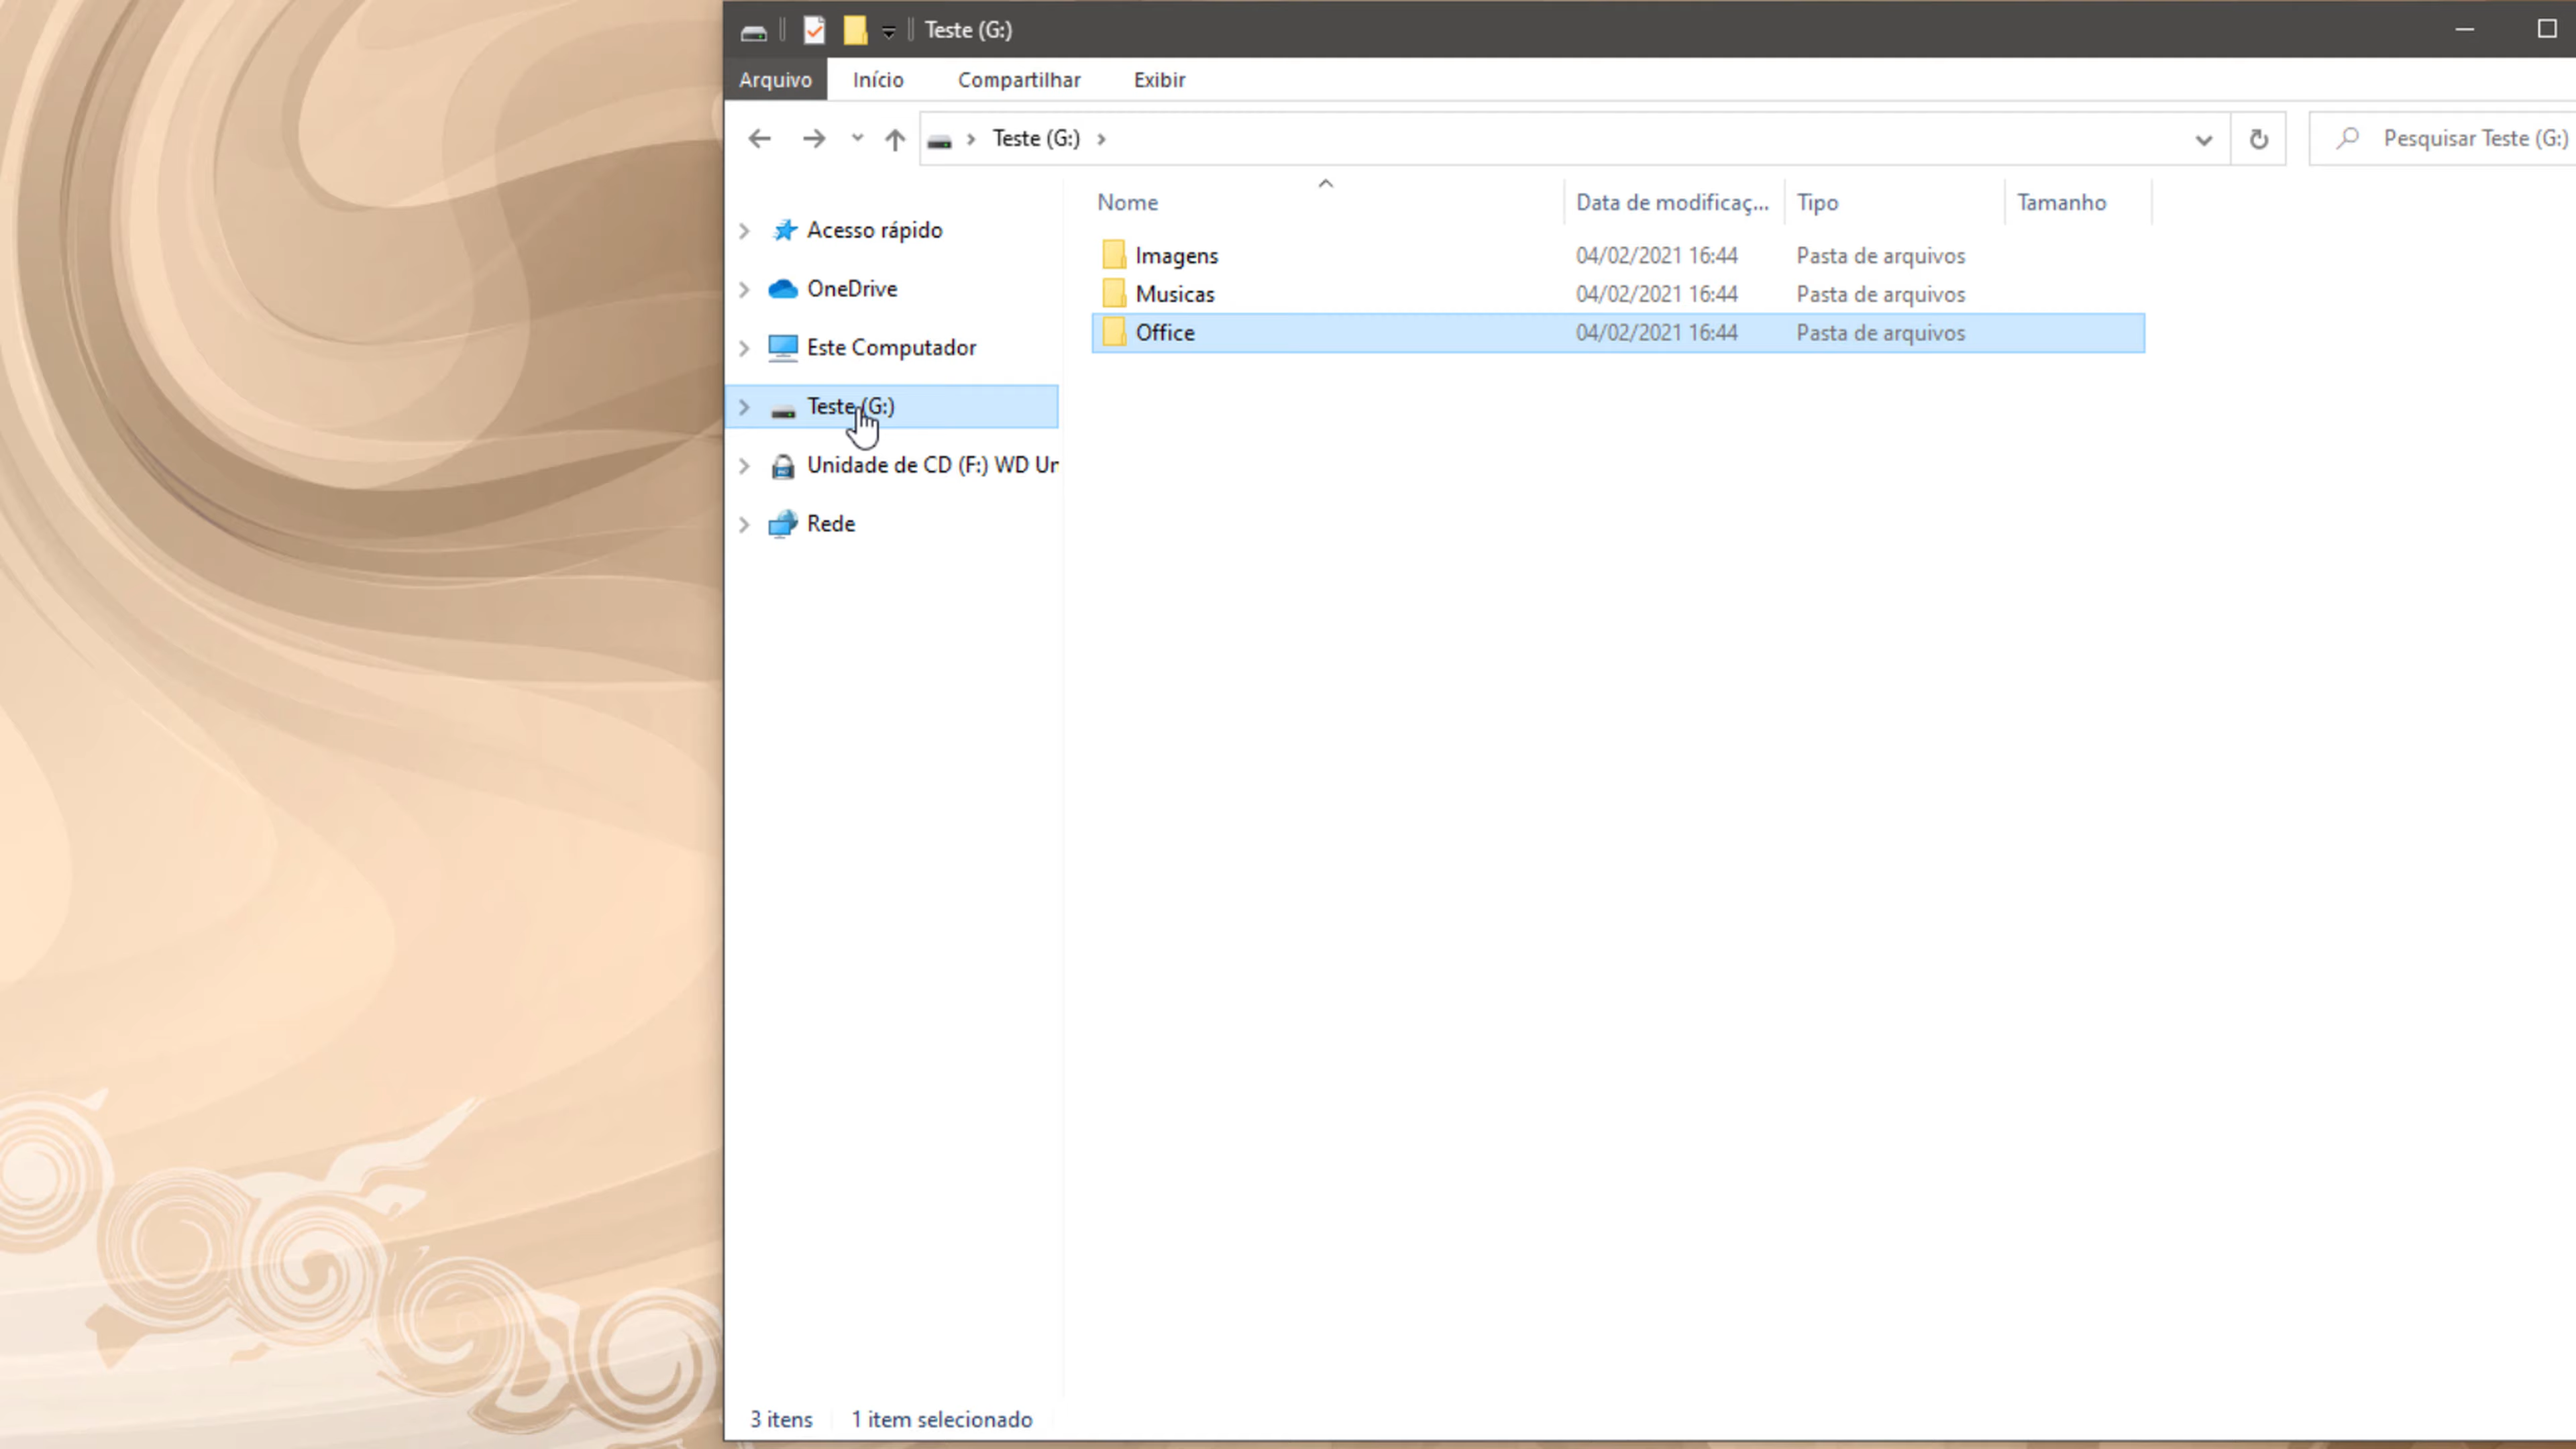 Teste (G:)
Arquivo Início Compartilhar Exibir
Teste (G:) Pesquisar Teste (G:)
Nome Data de modificaç... Tipo Tamanho
Acesso rápido
OneDrive
Este Computador
Teste (G:)
Unidade de CD (F:) WD Ur
Rede
Imagens 04/02/2021 16:44 Pasta de arquivos
Musicas 04/02/2021 16:44 Pasta de arquivos
Office 04/02/2021 16:44 Pasta de arquivos
3 itens 1 item selecionado